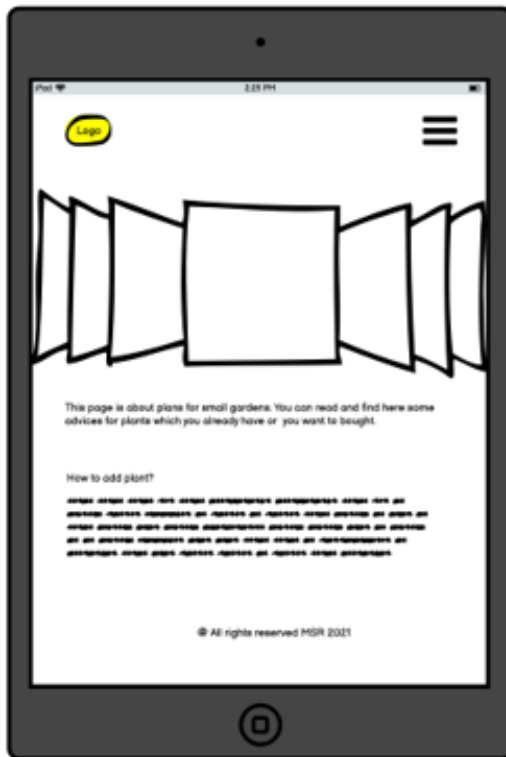 iPod 2:25 PM
Logo
This page is about plans for small gardens. You can read and find here some
advices for plants which you already have or you want to bought.
How to add plant?
© All rights reserved MSR 2021